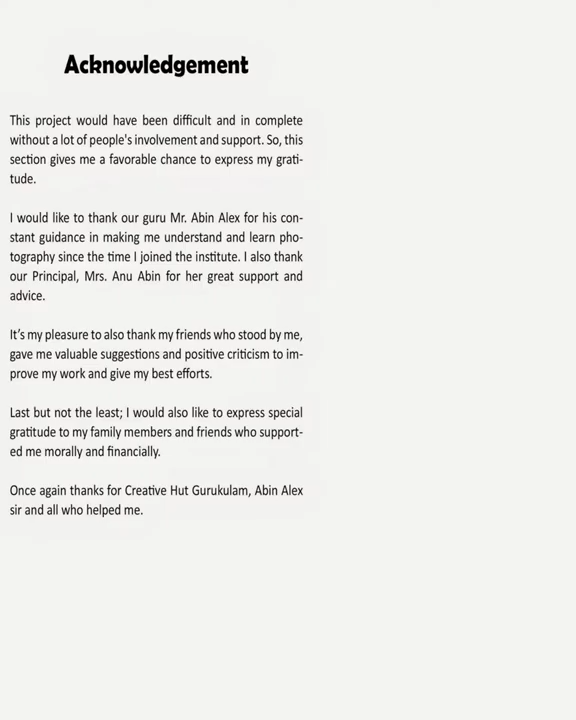 Acknowledgement
This project would have been difficult and in complete
without a lot of people's involvement and support. So, this
section gives me a favorable chance to express my grati-
tude.
I would like to thank our guru Mr. Abin Alex for his con-
stant guidance in making me understand and learn pho-
tography since the time I joined the institute. I also thank
our Principal, Mrs. Anu Abin for her great support and
advice.
It's my pleasure to also thank my friends who stood by me,
gave me valuable suggestions and positive criticism to im-
prove my work and give my best efforts.
Last but not the least; I would also like to express special
gratitude to my family members and friends who support-
ed me morally and financially.
Once again thanks for Creative Hut Gurukulam, Abin Alex
sir and all who helped me.